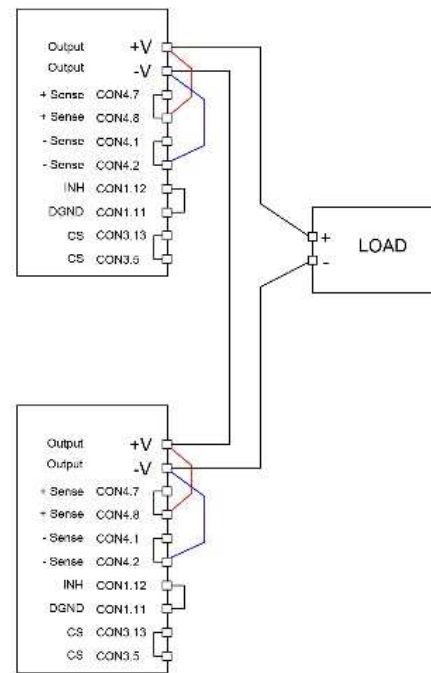 Output +V
Output -V
+ Sense CON4.7
+ Sense CON4.8
- Sense CON4.1
- Sense CON4.2
INH CON1.12
DGND CON1.11
CS CON3.13
CS CON3.5
+ LOAD
-
Output +V
Output -V
+ Sense CON4.7
+ Sense CON4.8
- Sense CON4.1
- Sense CON4.2
INH CON1.12
DGND CON1.11
CS CON3.13
CS CON3.5